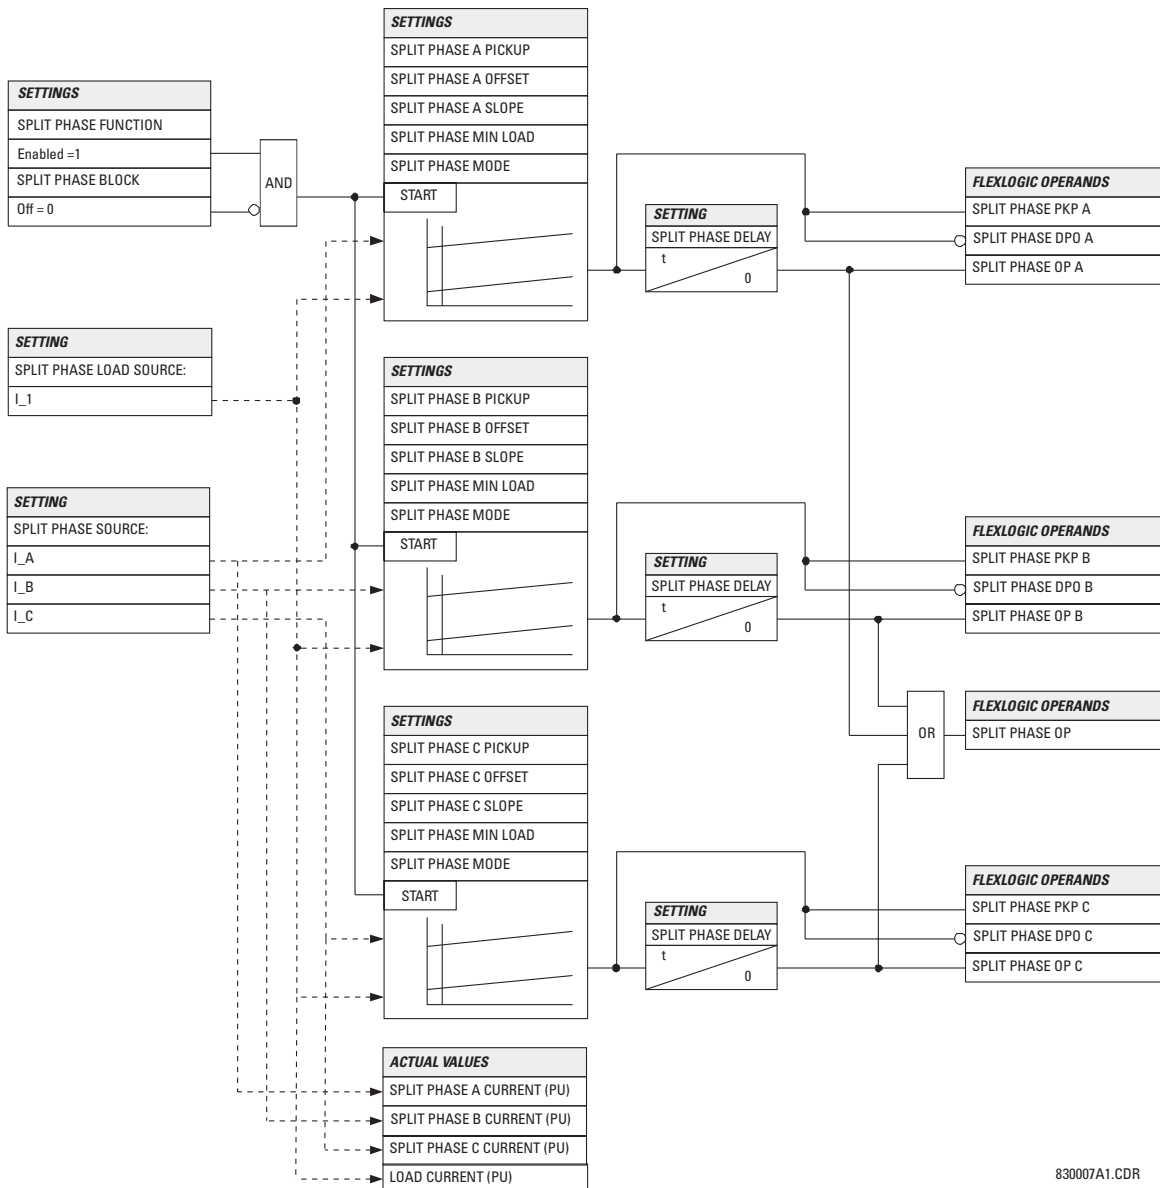 SETTINGS
SPLIT PHASE FUNCTION
Enabled =1
SPLIT PHASE BLOCK
Off = 0
AND
SETTING
SPLIT PHASE LOAD SOURCE:
I_1
SETTING
SPLIT PHASE SOURCE:
I_A
I_B
I_C
SETTINGS
SPLIT PHASE A PICKUP
SPLIT PHASE A OFFSET
SPLIT PHASE A SLOPE
SPLIT PHASE MIN LOAD
SPLIT PHASE MODE
START
SETTING
SPLIT PHASE DELAY
t
0
FLEXLOGIC OPERANDS
SPLIT PHASE PKP A
SPLIT PHASE DPO A
SPLIT PHASE OP A
SETTINGS
SPLIT PHASE B PICKUP
SPLIT PHASE B OFFSET
SPLIT PHASE B SLOPE
SPLIT PHASE MIN LOAD
SPLIT PHASE MODE
START
SETTING
SPLIT PHASE DELAY
t
0
FLEXLOGIC OPERANDS
SPLIT PHASE PKP B
SPLIT PHASE DPO B
SPLIT PHASE OP B
OR
FLEXLOGIC OPERANDS
SPLIT PHASE OP
SETTINGS
SPLIT PHASE C PICKUP
SPLIT PHASE C OFFSET
SPLIT PHASE C SLOPE
SPLIT PHASE MIN LOAD
SPLIT PHASE MODE
START
SETTING
SPLIT PHASE DELAY
t
0
FLEXLOGIC OPERANDS
SPLIT PHASE PKP C
SPLIT PHASE DPO C
SPLIT PHASE OP C
ACTUAL VALUES
SPLIT PHASE A CURRENT (PU)
SPLIT PHASE B CURRENT (PU)
SPLIT PHASE C CURRENT (PU)
LOAD CURRENT (PU)
830007A1.CDR